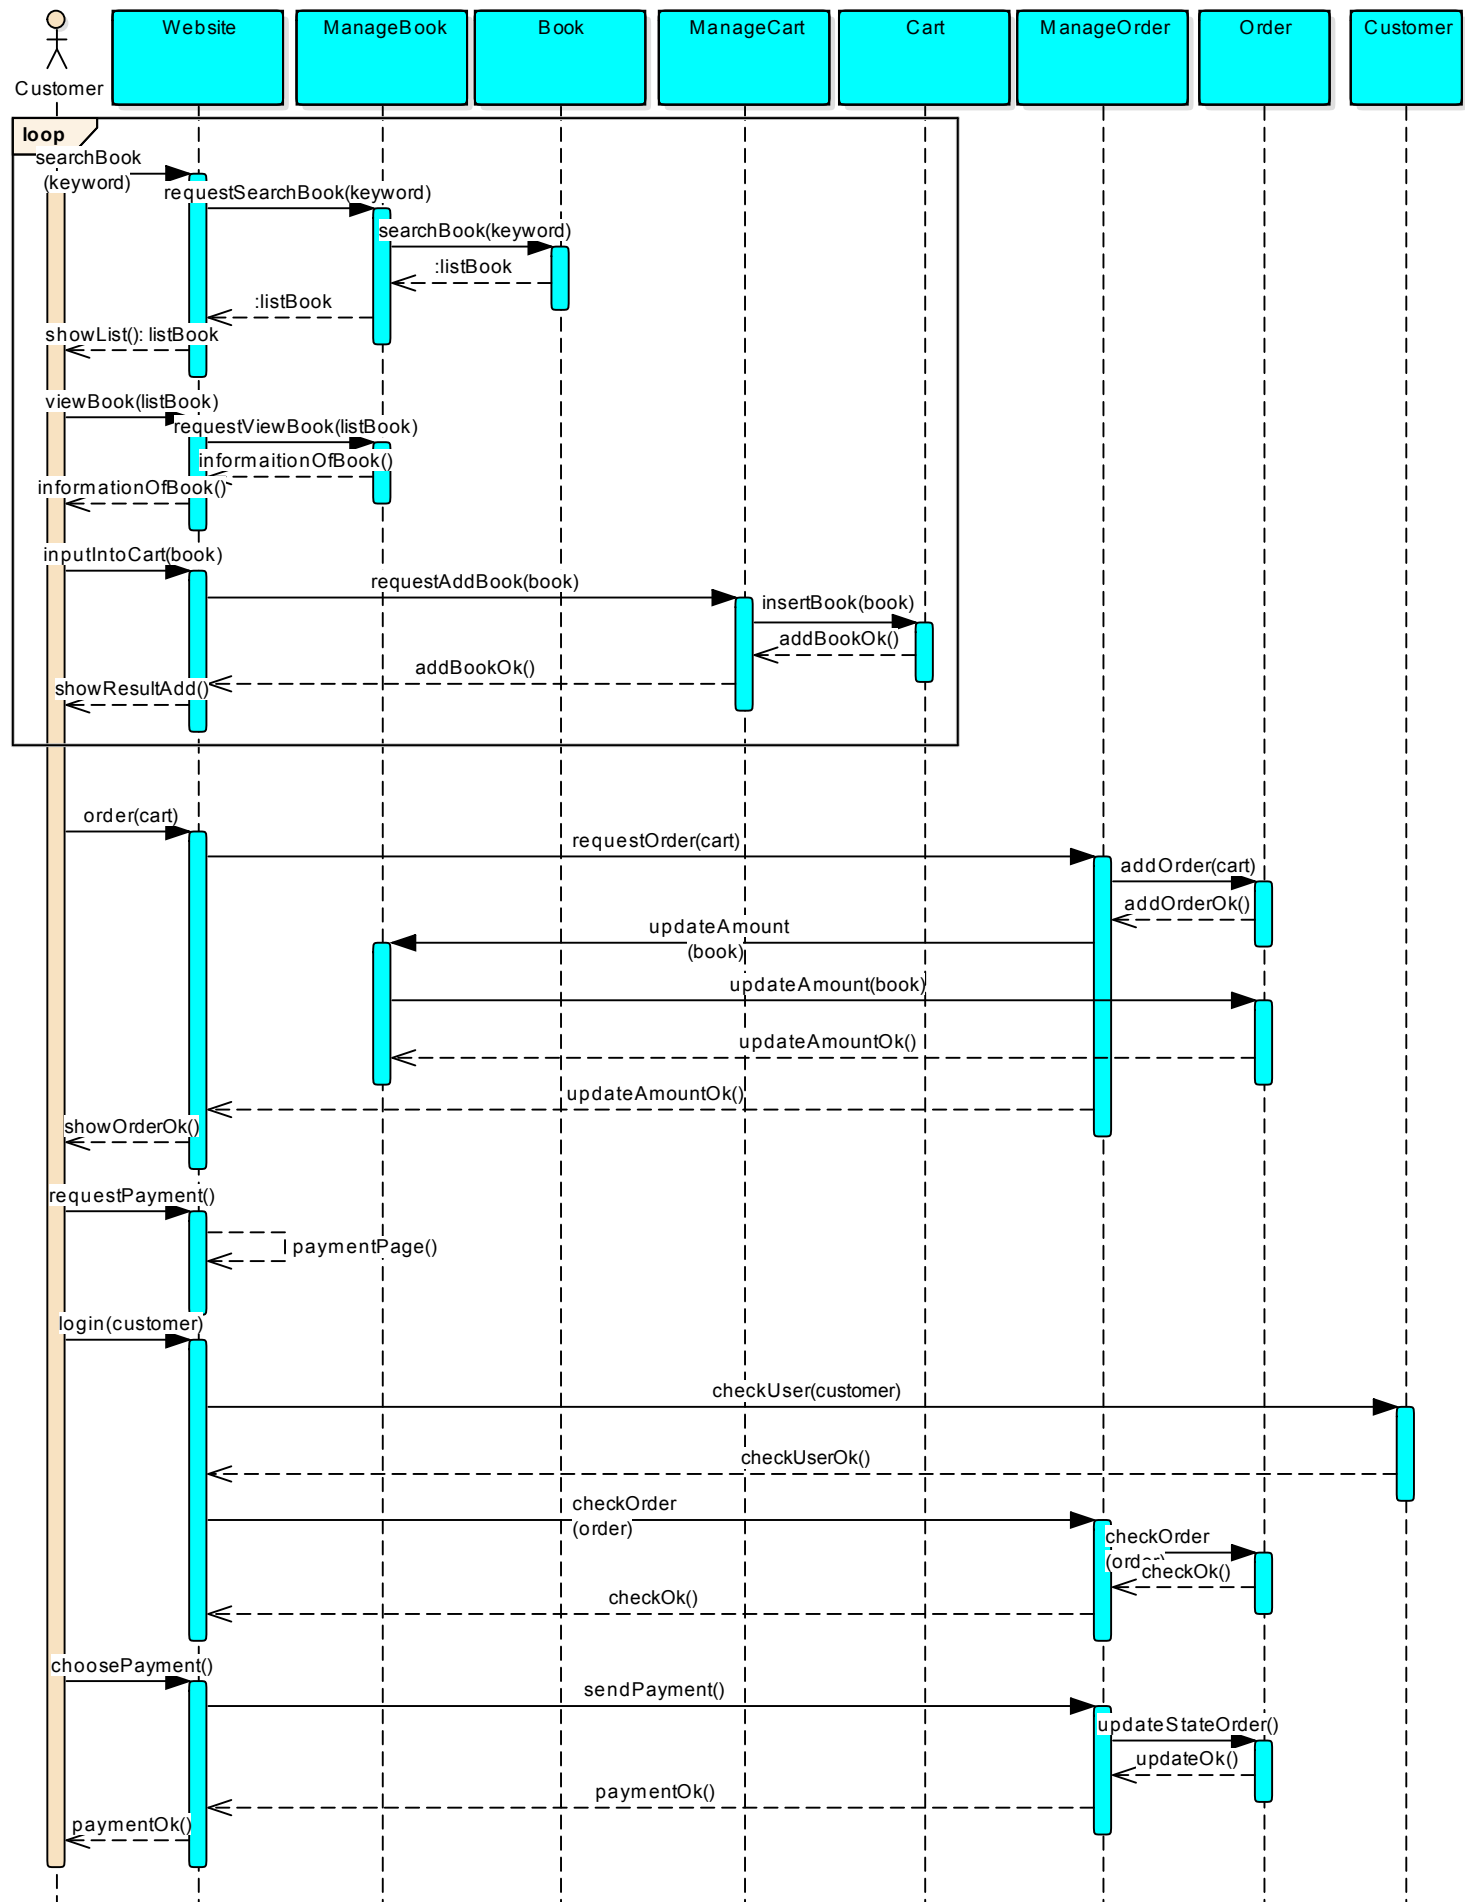 Customer
Website
ManageBook
Book
ManageCart
Cart
ManageOrder
Order
Customer
loop
searchBook
(keyword)
requestSearchBook(keyword)
searchBook(keyword)
:listBook
:listBook
showList(): listBook
viewBook(listBook)
requestViewBook(listBook)
informaitionOfBook()
informationOfBook()
inputIntoCart(book)
requestAddBook(book)
insertBook(book)
addBookOk()
addBookOk()
showResultAdd()
order(cart)
requestOrder(cart)
addOrder(cart)
addOrderOk()
updateAmount
(book)
updateAmount(book)
updateAmountOk()
updateAmountOk()
showOrderOk()
requestPayment()
paymentPage()
login(customer)
checkUser(customer)
checkUserOk()
checkOrder
(order)
checkOrder
(order)
checkOk()
checkOk()
choosePayment()
sendPayment()
updateStateOrder()
updateOk()
paymentOk()
paymentOk()